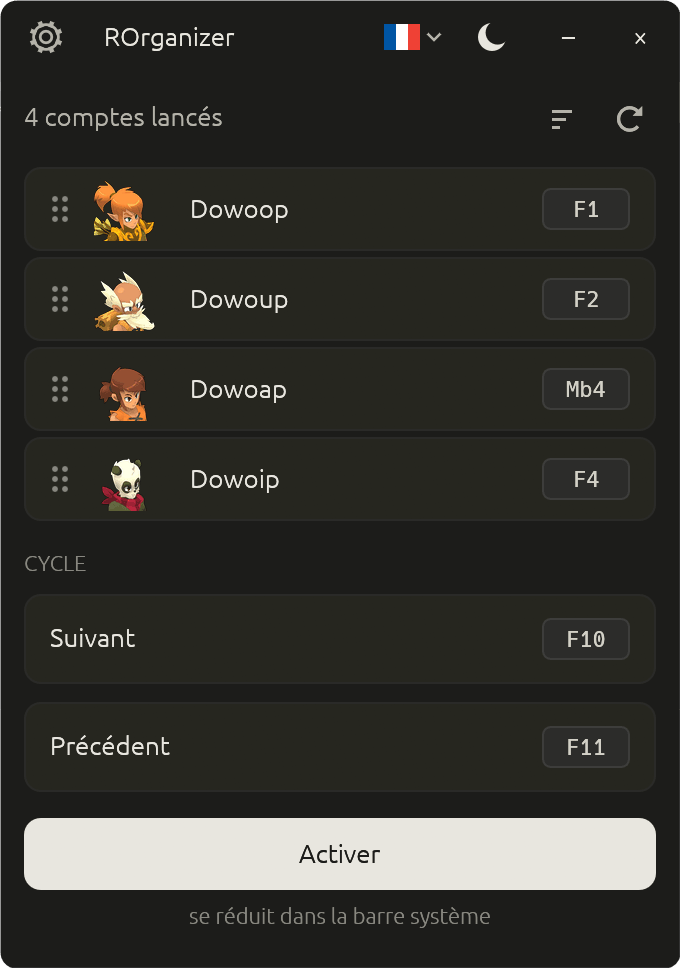 ROrganizer
4 comptes lancés
Dowoop F1
Dowoup F2
Dowoap Mb4
Dowoip F4
CYCLE
Suivant F10
Précédent F11
Activer
se réduit dans la barre système